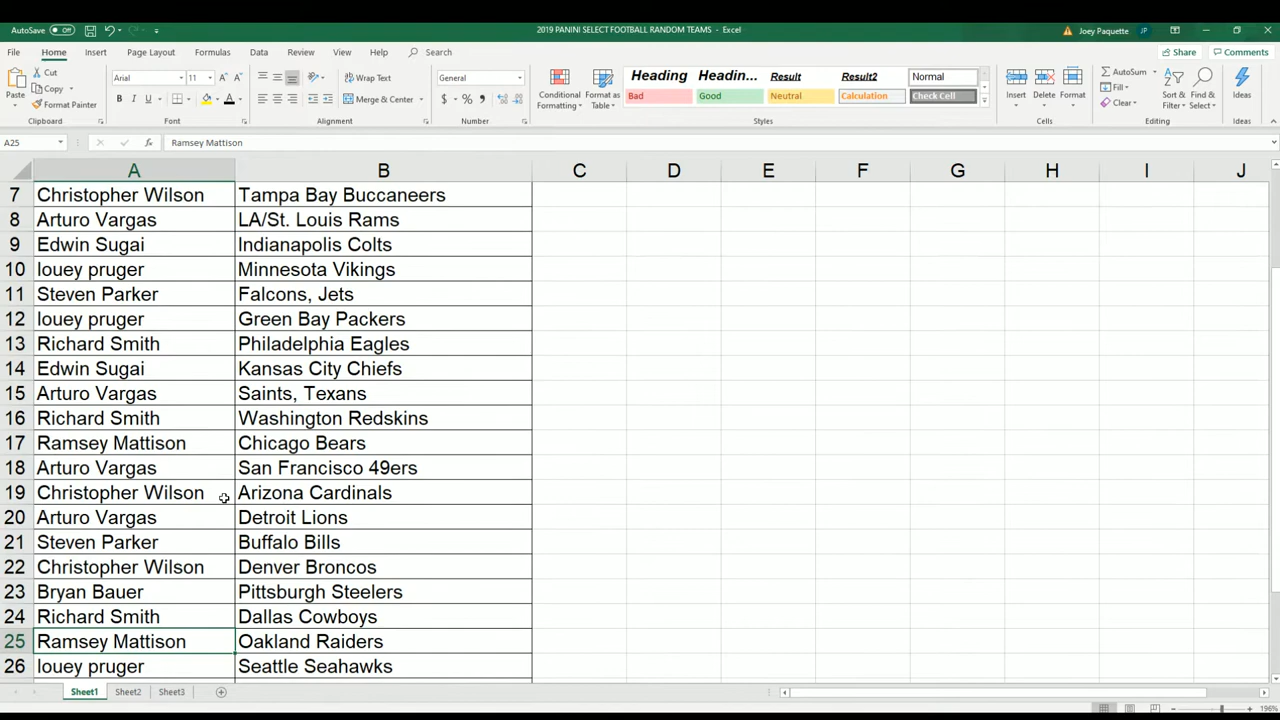 AutoSave Off 2019 PANINI SELECT FOOTBALL RANDOM TEAMS - Excel Joey Paquette JP
File Home Insert Page Layout Formulas Data Review View Help Search Share Comments
Paste Cut Copy Format Painter Clipboard
Arial 11 A A B I U A Font
Wrap Text Merge & Center Alignment
General $ % , Number
Conditional Formatting Format as Table
Heading Headin... Result Result2 Normal
Bad Good Neutral Calculation Check Cell
Styles
Insert Delete Format Cells
AutoSum Fill Clear Sort & Filter Find & Select Editing
Ideas Ideas
A25 fx Ramsey Mattison
A B C D E F G H I J
7 Christopher Wilson Tampa Bay Buccaneers
8 Arturo Vargas LA/St. Louis Rams
9 Edwin Sugai Indianapolis Colts
10 louey pruger Minnesota Vikings
11 Steven Parker Falcons, Jets
12 louey pruger Green Bay Packers
13 Richard Smith Philadelphia Eagles
14 Edwin Sugai Kansas City Chiefs
15 Arturo Vargas Saints, Texans
16 Richard Smith Washington Redskins
17 Ramsey Mattison Chicago Bears
18 Arturo Vargas San Francisco 49ers
19 Christopher Wilson Arizona Cardinals
20 Arturo Vargas Detroit Lions
21 Steven Parker Buffalo Bills
22 Christopher Wilson Denver Broncos
23 Bryan Bauer Pittsburgh Steelers
24 Richard Smith Dallas Cowboys
25 Ramsey Mattison Oakland Raiders
26 louey pruger Seattle Seahawks
Sheet1 Sheet2 Sheet3
196%